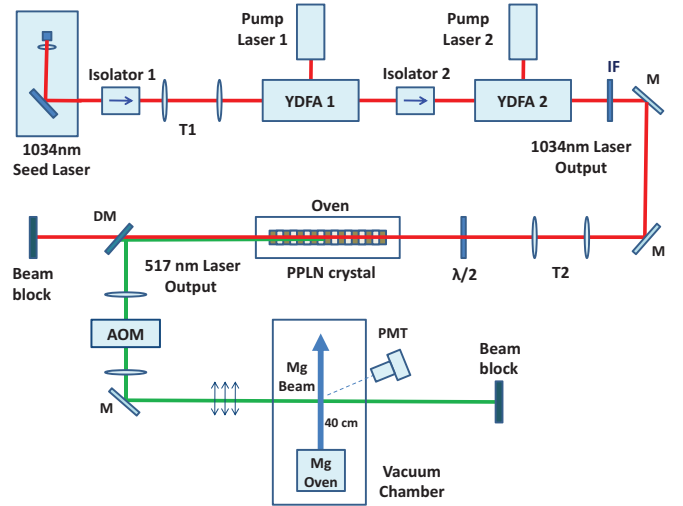 Pump
Laser 1
Pump
Laser 2
Isolator 1
Isolator 2
IF
M
YDFA 1
YDFA 2
T1
1034nm
Seed Laser
1034nm Laser
Output
DM
Oven
M
Beam
block
517 nm Laser
Output
PPLN crystal
λ/2
T2
AOM
PMT
Beam
block
Mg
Beam
M
40 cm
Mg
Oven
Vacuum
Chamber